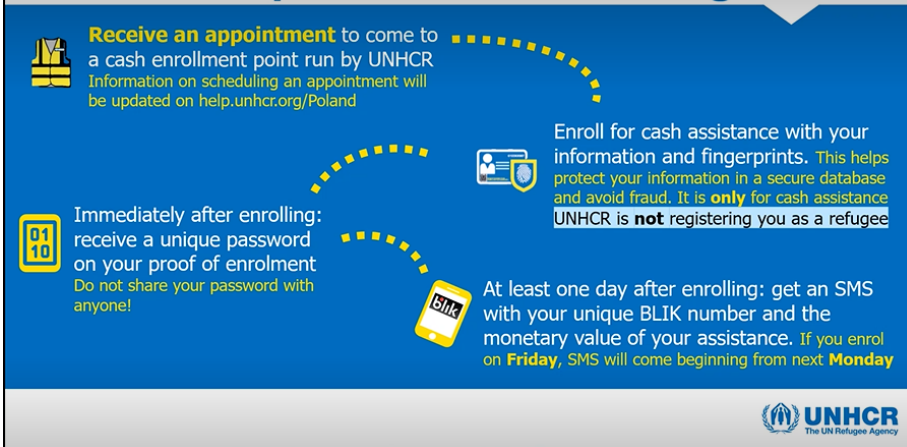 Receive an appointment to come to
a cash enrollment point run by UNHCR
Information on scheduling an appointment will
be updated on help.unhcr.org/Poland
Enroll for cash assistance with your
information and fingerprints. This helps
protect your information in a secure database
and avoid fraud. It is only for cash assistance
UNHCR is not registering you as a refugee
Immediately after enrolling:
receive a unique password
on your proof of enrolment
Do not share your password with
anyone!
01
10
blik
At least one day after enrolling: get an SMS
with your unique BLIK number and the
monetary value of your assistance. If you enrol
on Friday, SMS will come beginning from next Monday
UNHCR
The UN Refugee Agency